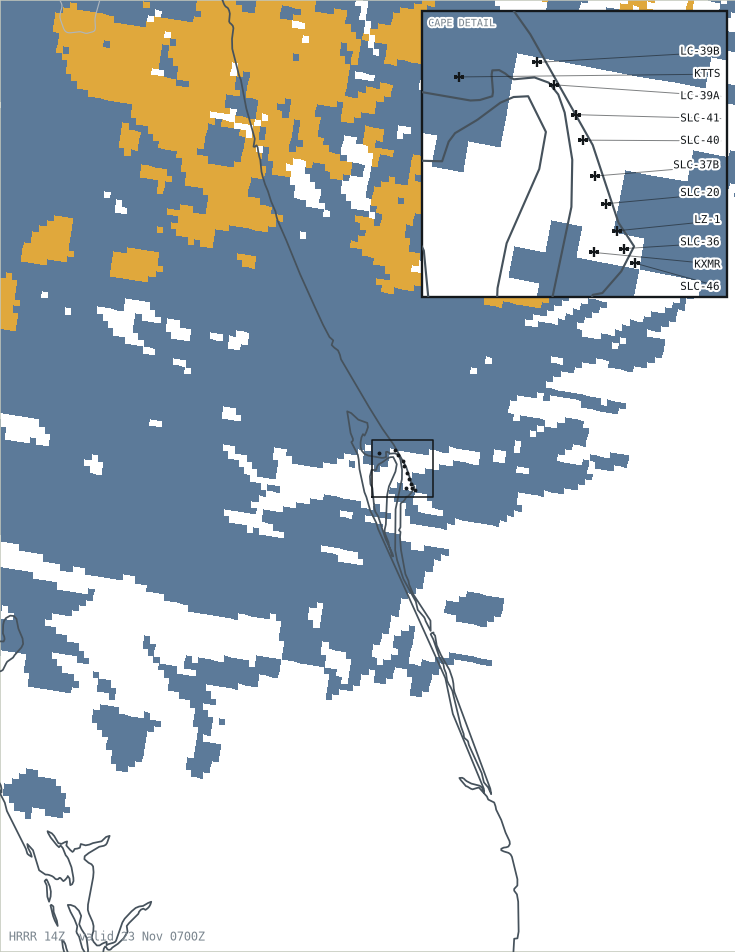 CAPE DETAIL
LC-39B
KTTS
LC-39A
SLC-41
SLC-40
SLC-37B
SLC-20
LZ-1
SLC-36
KXMR
SLC-46
HRRR 14Z valid 23 Nov 0700Z